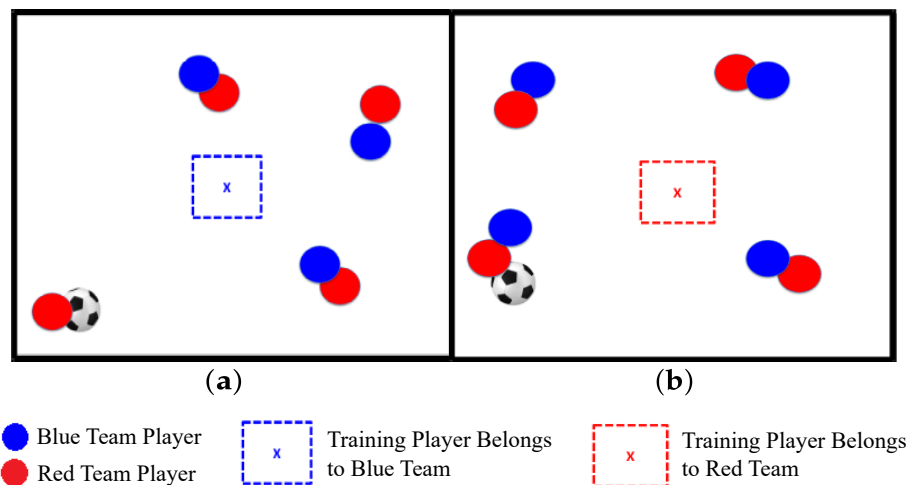 x
x
(a)
(b)
Blue Team Player
Red Team Player
x
Training Player Belongs
to Blue Team
x
Training Player Belongs
to Red Team